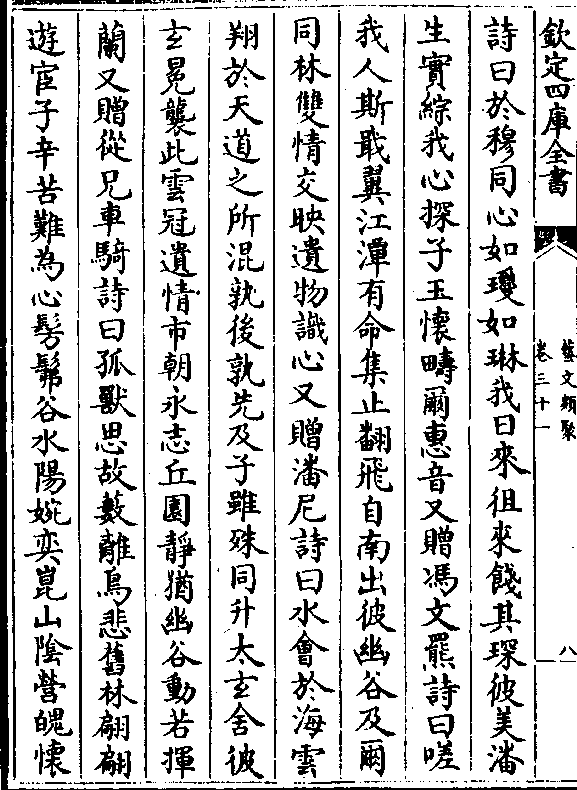 欽定四庫全書
藝文類聚
卷三十一
八
詩曰於穆同心如瓊如琳我日來徂來餞其琛彼美潘
生實綜我心探子玉懷疇爾惠音又贈馮文羆詩曰嗟
我人斯戢翼江潭有命集止翻飛自南出彼幽谷及爾
同林雙情交映遺物識心又贈潘尼詩曰水會於海雲
翔於天道之所混孰後孰先及子雖殊同升太玄舍彼
玄冕襲此雲冠遺情市朝永志丘園靜猶幽谷動若揮
蘭又贈從兄車騎詩曰孤獸思故藪離鳥悲舊林翩翩
遊宦子辛苦難為心髣髴谷水陽婉奕崑山陰營魄懷